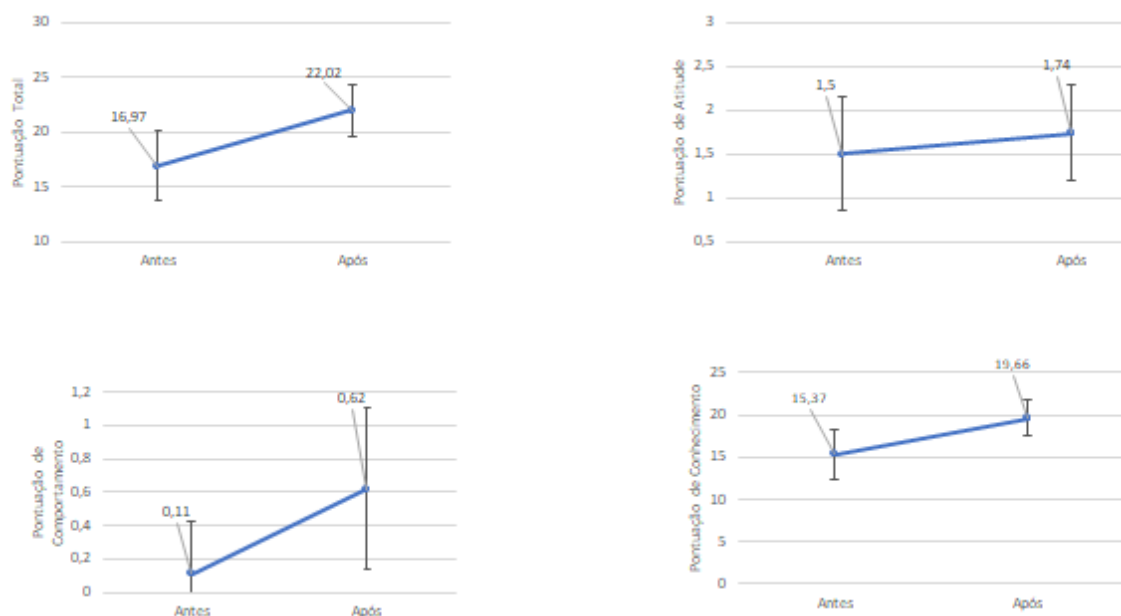 Pontuação Total
30
25
20
15
10
16,97
22,02
Antes
Após
Pontuação de Atitude
3
2,5
2
1,5
1
0,5
1,5
1,74
Antes
Após
Pontuação de
Comportamento
1,2
1
0,8
0,6
0,4
0,2
0
0,11
0,62
Antes
Após
Pontuação de Conhecimento
25
20
15
10
5
0
15,37
19,66
Antes
Após